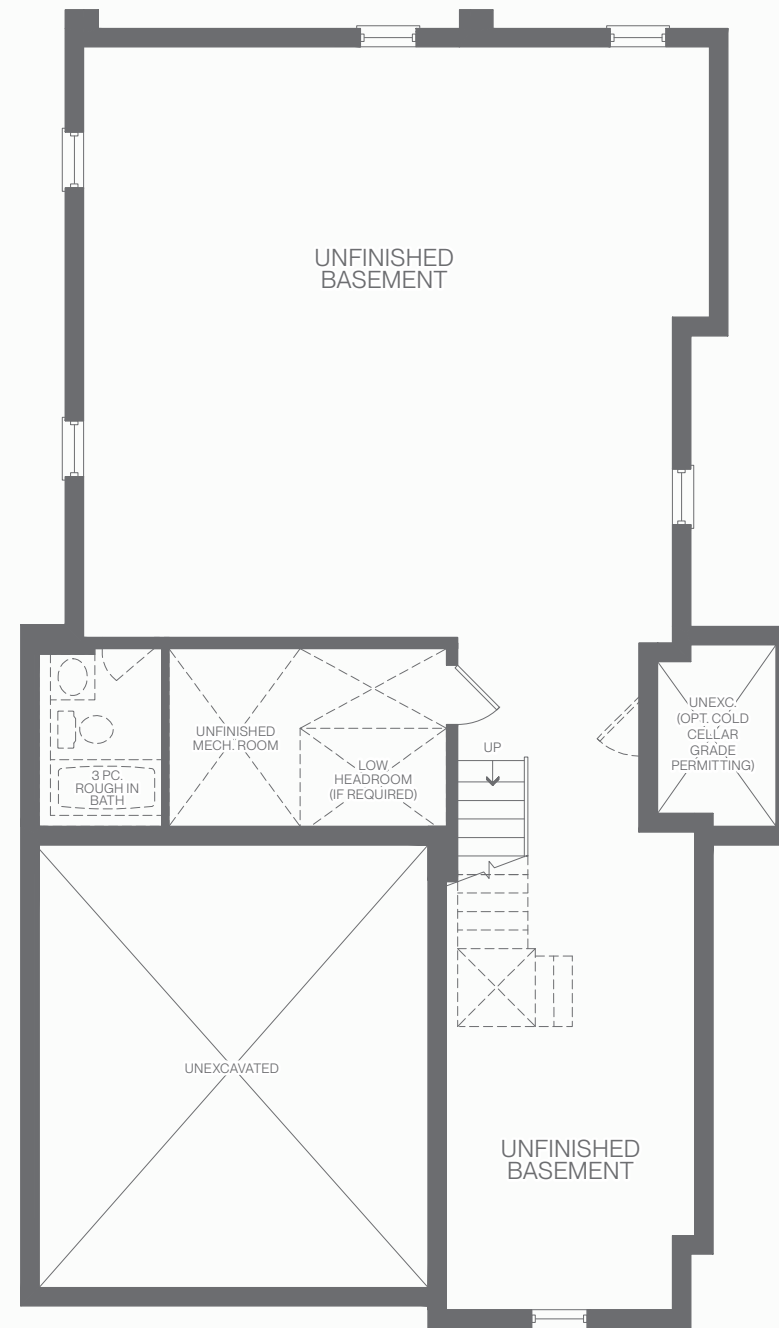 UNFINISHED
BASEMENT
UNFINISHED
MECH. ROOM
LOW
HEADROOM
(IF REQUIRED)
3 PC.
ROUGH IN
BATH
UP
UNEXC.
(OPT. COLD
CELLAR
GRADE
PERMITTING)
UNEXCAVATED
UNFINISHED
BASEMENT